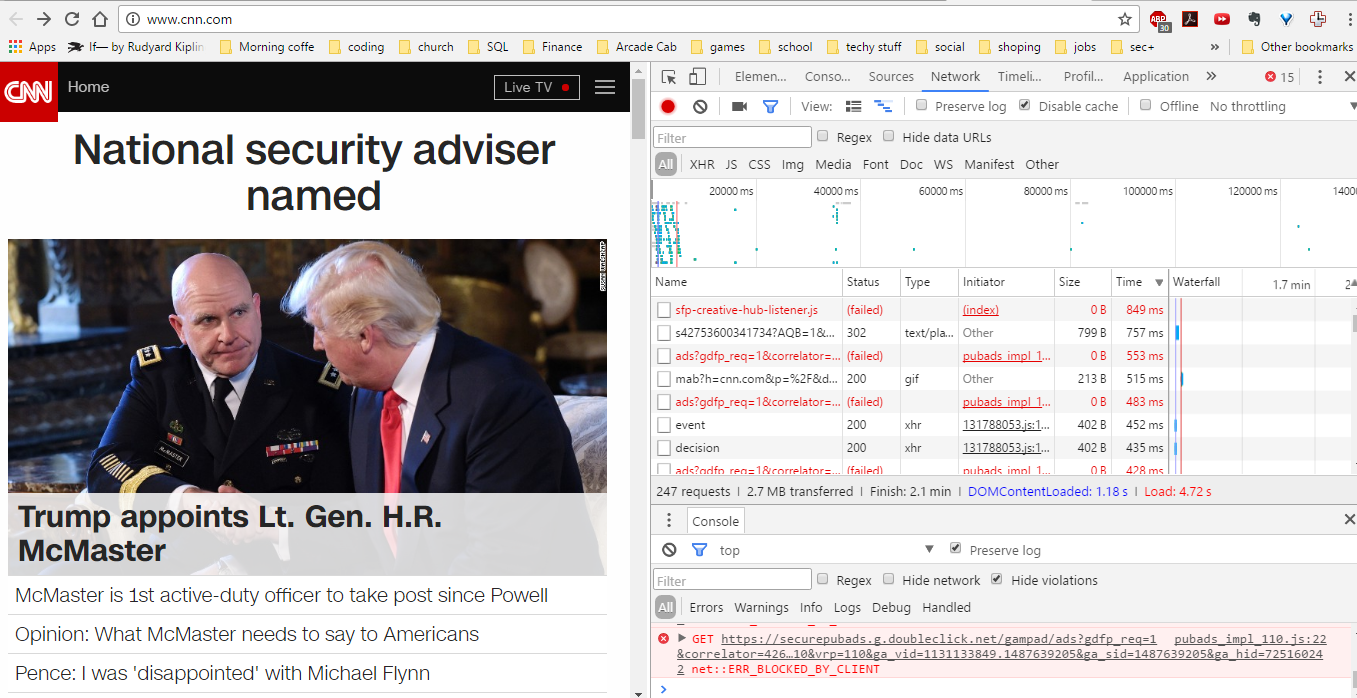 www.cnn.com
ABP
30
Apps If— by Rudyard Kiplin Morning coffe coding church SQL Finance Arcade Cab games school techy stuff social shoping jobs sec+ » Other bookmarks
CNN Home Live TV
National security adviser
named
McMASTER
Trump appoints Lt. Gen. H.R.
McMaster
McMaster is 1st active-duty officer to take post since Powell
Opinion: What McMaster needs to say to Americans
Pence: I was 'disappointed' with Michael Flynn
Elemen... Conso... Sources Network Timeli... Profil... Application » 15
View: Preserve log Disable cache Offline No throttling
Filter Regex Hide data URLs
All XHR JS CSS Img Media Font Doc WS Manifest Other
20000 ms 40000 ms 60000 ms 80000 ms 100000 ms 120000 ms 1400
Name Status Type Initiator Size Time Waterfall 1.7 min 2
sfp-creative-hub-listener.js (failed) (index) 0 B 849 ms
s42753600341734?AQB=1&... 302 text/pla... Other 799 B 757 ms
ads?gdfp_req=1&correlator=... (failed) pubads_impl_1... 0 B 553 ms
mab?h=cnn.com&p=%2F&d... 200 gif Other 213 B 515 ms
ads?gdfp_req=1&correlator=... (failed) pubads_impl_1... 0 B 483 ms
event 200 xhr 131788053.js:1... 402 B 452 ms
decision 200 xhr 131788053.js:1... 402 B 435 ms
ads?gdfp_req=1&correlator=... (failed) pubads_impl_1... 0 B 428 ms
247 requests | 2.7 MB transferred | Finish: 2.1 min | DOMContentLoaded: 1.18 s | Load: 4.72 s
Console
top Preserve log
Filter Regex Hide network Hide violations
All Errors Warnings Info Logs Debug Handled
GET https://securepubads.g.doubleclick.net/gampad/ads?gdfp_req=1 pubads_impl_110.js:22
&correlator=426…10&vrp=110&ga_vid=1131133849.1487639205&ga_sid=1487639205&ga_hid=72516024
2 net::ERR_BLOCKED_BY_CLIENT